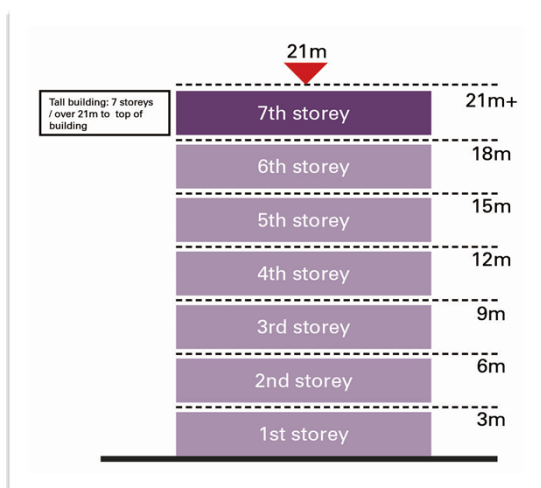 21m
Tall building: 7 storeys
/ over 21m to top of
building
7th storey
21m+
18m
6th storey
15m
5th storey
12m
4th storey
9m
3rd storey
6m
2nd storey
3m
1st storey